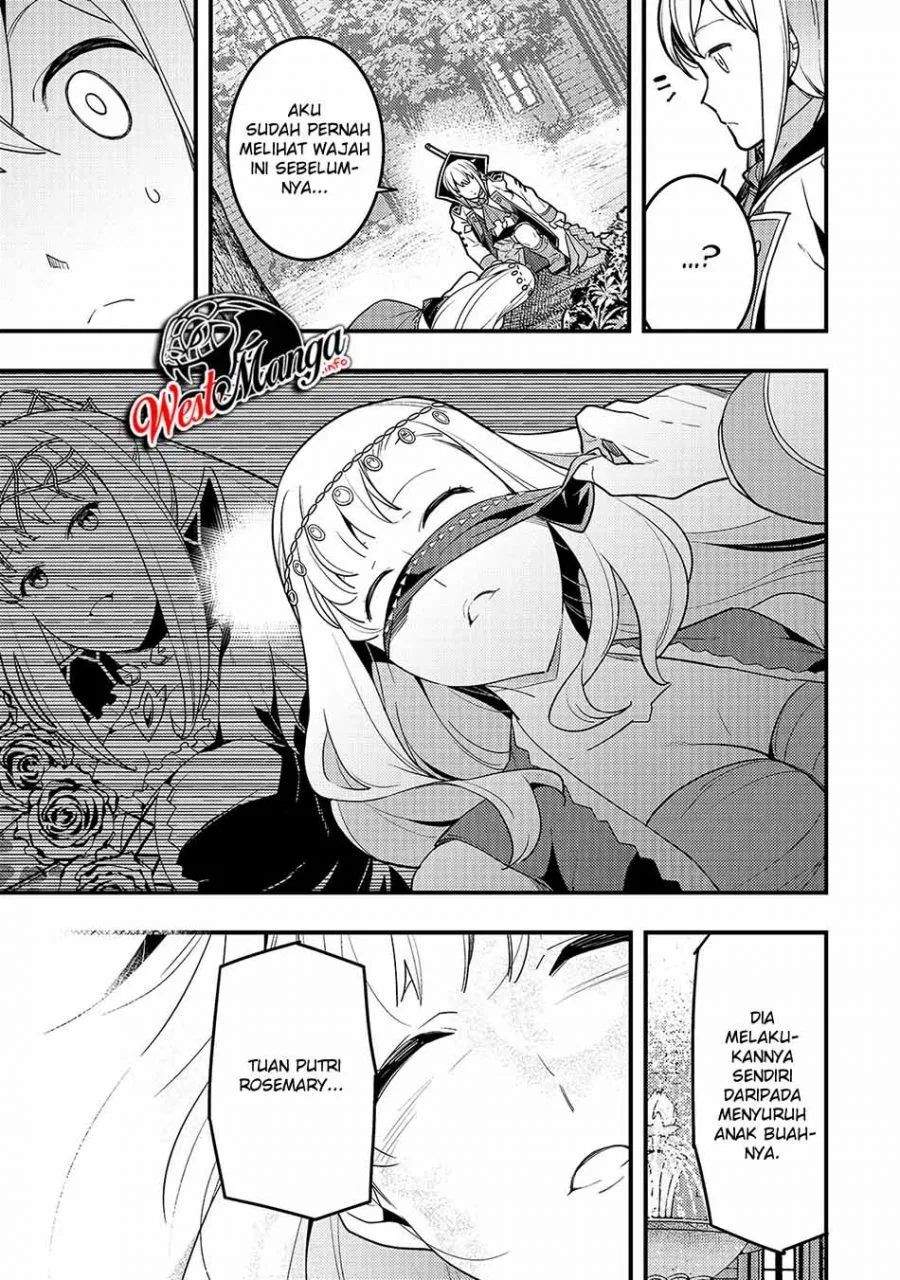 ...?
AKU
SUDAH PERNAH
MELIHAT WAJAH
INI SEBELUM-
NYA...
WestManga
.info
DIA
MELAKU-
KANNYA
SENDIRI
DARIPADA
MENYURUH
ANAK BUAH-
NYA.
TUAN PUTRI
ROSEMARY...